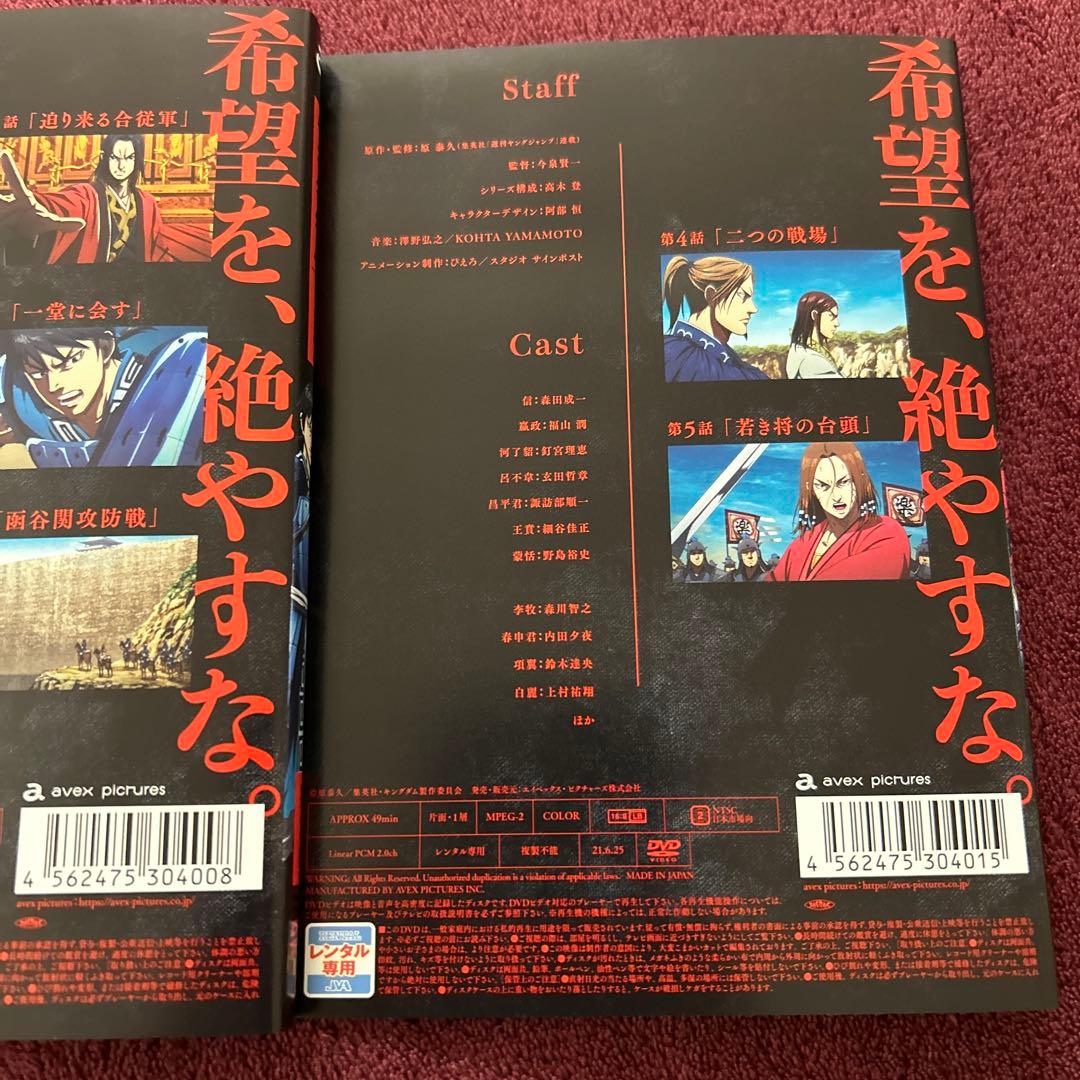 話「迫り来る合従軍」
「一堂に会す」
「函谷関攻防戦」
希望を、絶やすな。
avex pictures
4 562475 304008
avex pictures:https://avex-pictures.co.jp/
Staff
原作・監修:原 泰久(集英社「週刊ヤングジャンプ」連載)
監督:今泉賢一
シリーズ構成:高木 登
キャラクターデザイン:阿部 恒
音楽:澤野弘之/KOHTA YAMAMOTO
アニメーション制作:ぴえろ/スタジオ サインポスト
Cast
信:森田成一
嬴政:福山 潤
河了貂:釘宮理恵
呂不韋:玄田哲章
昌平君:諏訪部順一
王賁:細谷佳正
蒙恬:野島裕史
李牧:森川智之
春申君:内田夕夜
項翼:鈴木達央
白麗:上村祐翔
ほか
第4話「二つの戦場」
第5話「若き将の台頭」
楽
楽
希望を、絶やすな。
©原泰久/集英社・キングダム製作委員会 発売・販売元:エイベックス・ピクチャーズ株式会社
APPROX 49min
片面・1層
MPEG-2
COLOR
16:9 LB
2 NTSC 日本市場向
Linear PCM 2.0ch
レンタル専用
複製不能
21.6.25
DVD VIDEO
WARNING: All Rights Reserved. Unauthorized duplication is a violation of applicable laws. MADE IN JAPAN
MANUFACTURED BY AVEX PICTURES INC.
avex pictures
4 562475 304015
avex pictures:https://avex-pictures.co.jp/
レンタル
専用
JVA